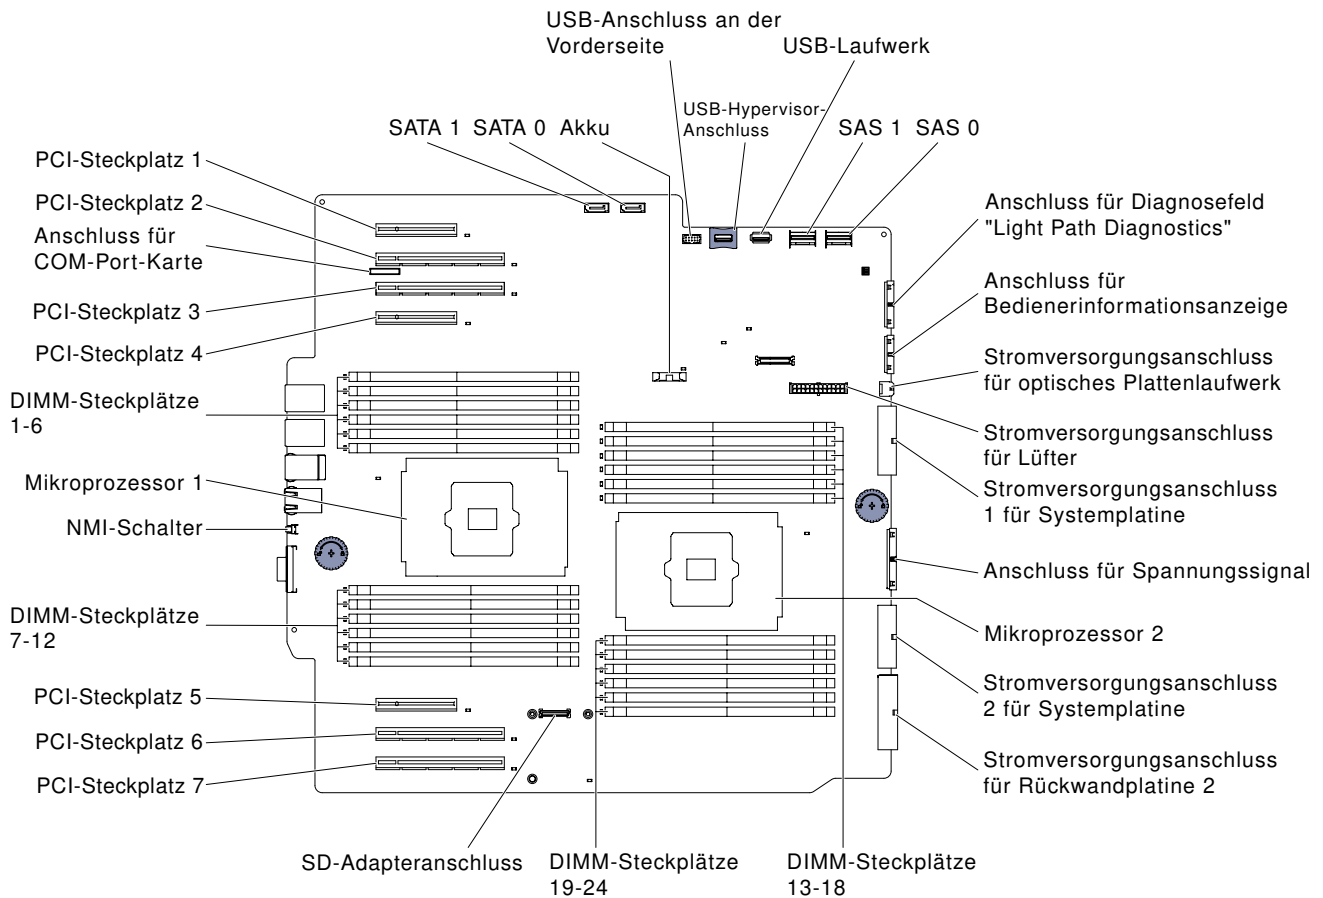 USB-Anschluss an der
Vorderseite
USB-Laufwerk
USB-Hypervisor-
Anschluss
SATA 1
SATA 0
Akku
SAS 1
SAS 0
PCI-Steckplatz 1
PCI-Steckplatz 2
Anschluss für
COM-Port-Karte
PCI-Steckplatz 3
PCI-Steckplatz 4
DIMM-Steckplätze
1-6
Mikroprozessor 1
NMI-Schalter
DIMM-Steckplätze
7-12
PCI-Steckplatz 5
PCI-Steckplatz 6
PCI-Steckplatz 7
Anschluss für Diagnosefeld
"Light Path Diagnostics"
Anschluss für
Bedienerinformationsanzeige
Stromversorgungsanschluss
für optisches Plattenlaufwerk
Stromversorgungsanschluss
für Lüfter
Stromversorgungsanschluss
1 für Systemplatine
Anschluss für Spannungssignal
Mikroprozessor 2
Stromversorgungsanschluss
2 für Systemplatine
Stromversorgungsanschluss
für Rückwandplatine 2
SD-Adapteranschluss
DIMM-Steckplätze
19-24
DIMM-Steckplätze
13-18